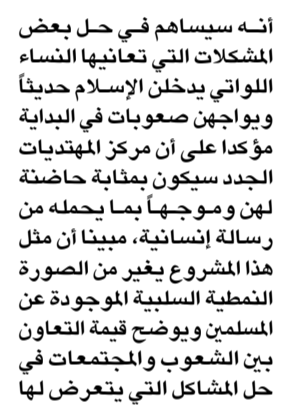 أنه سيساهم في حل بعض
المشكلات التي تعانيها النساء
اللواتي يدخلن الإسلام حديثاً
ويواجهن صعوبات في البداية
مؤكدا على أن مركز المهتديات
الجدد سيكون بمثابة حاضنة
لهن وموجهاً بما يحمله من
رسالة إنسانية، مبينا أن مثل
هذا المشروع يغير من الصورة
النمطية السلبية الموجودة عن
المسلمين ويوضح قيمة التعاون
بين الشعوب والمجتمعات في
حل المشاكل التي يتعرض لها